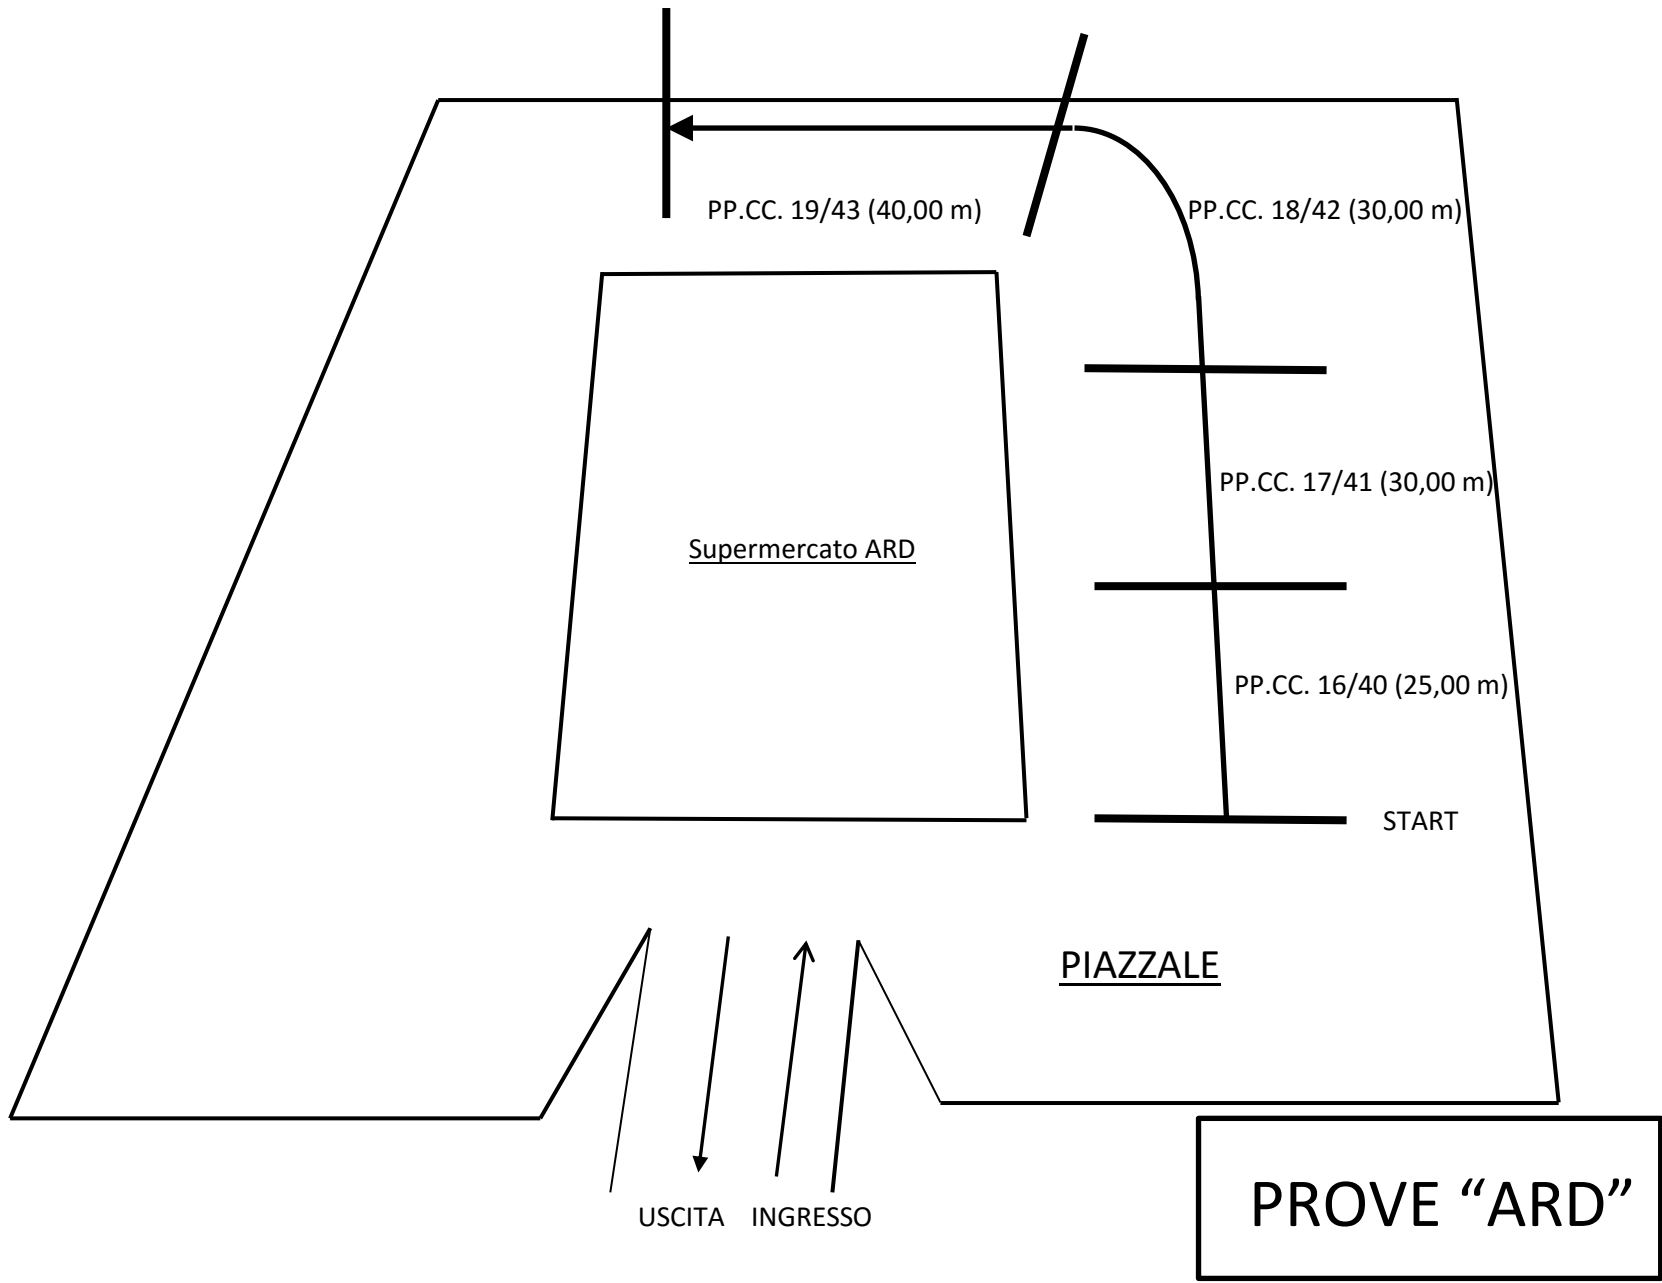 PP.CC. 19/43 (40,00 m)
PP.CC. 18/42 (30,00 m)
PP.CC. 17/41 (30,00 m)
Supermercato ARD
PP.CC. 16/40 (25,00 m)
START
PIAZZALE
USCITA
INGRESSO
PROVE “ARD”